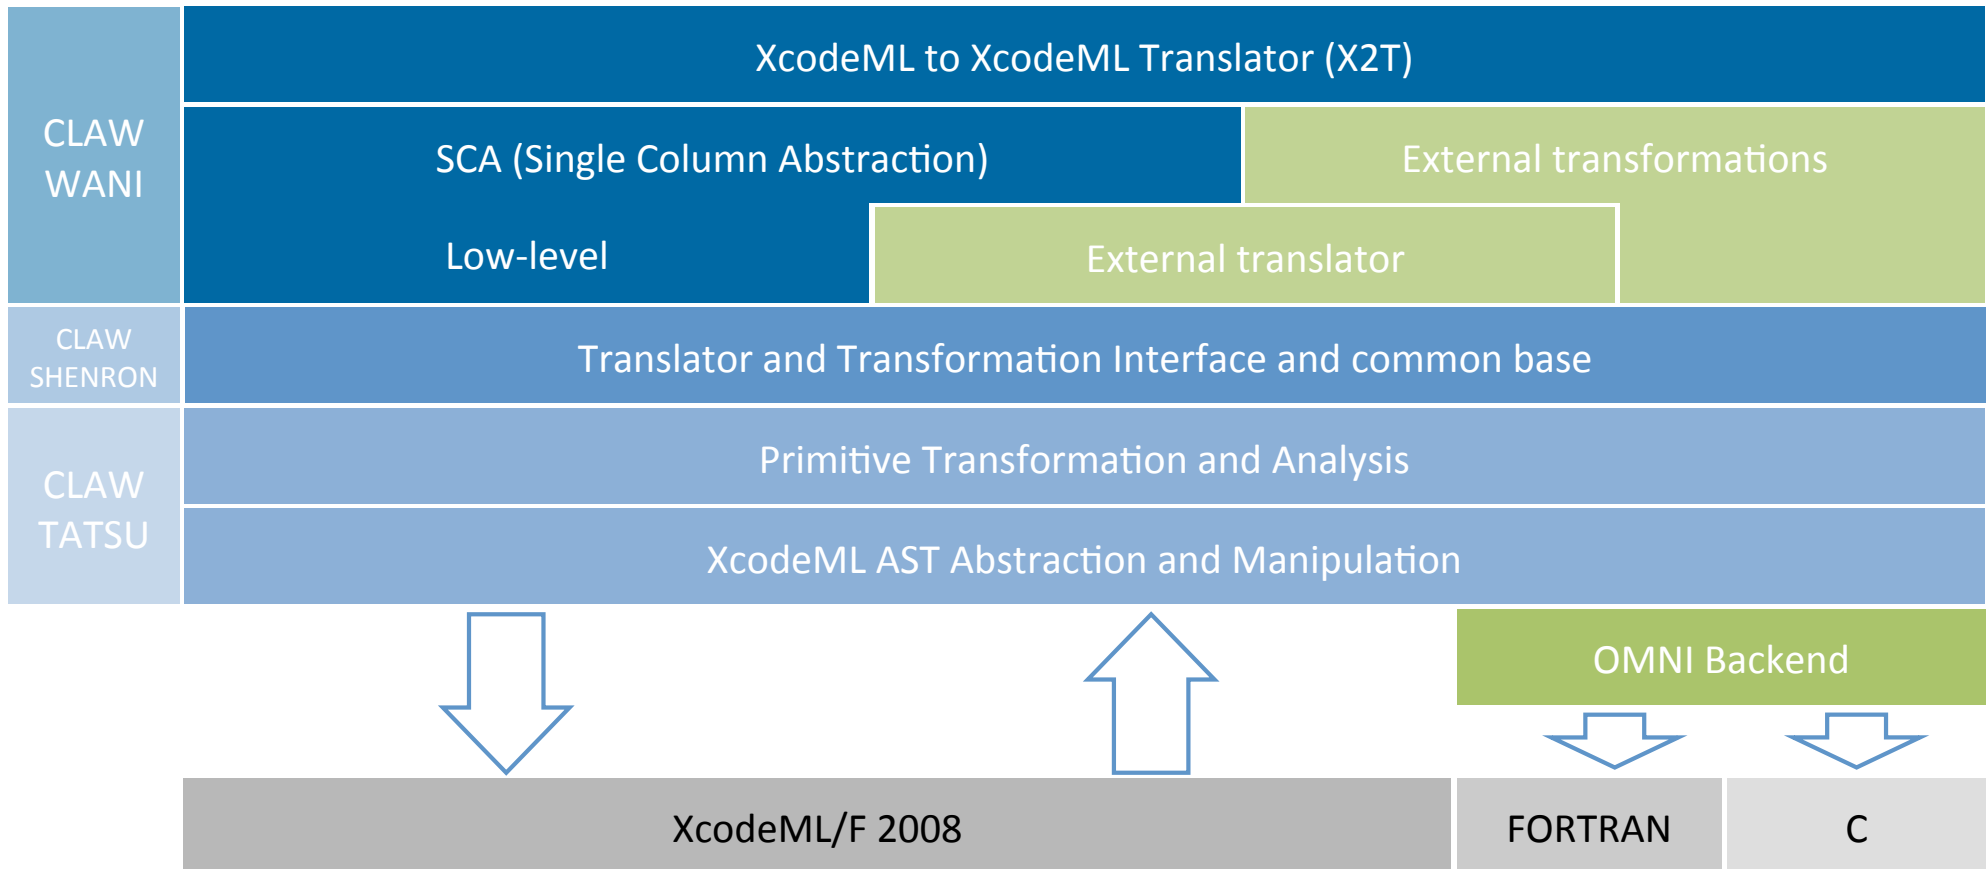 XcodeML to XcodeML Translator (X2T)
CLAW
WANI
SCA (Single Column Abstraction)
External transformations
Low-level
External translator
CLAW
SHENRON
Translator and Transformation Interface and common base
CLAW
TATSU
Primitive Transformation and Analysis
XcodeML AST Abstraction and Manipulation
OMNI Backend
XcodeML/F 2008
FORTRAN
C